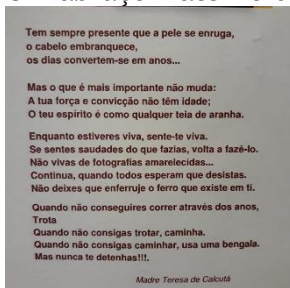 Tem sempre presente que a pele se enruga,
o cabelo embranquece,
os dias convertem-se em anos...
Mas o que é mais importante não muda:
A tua força e convicção não têm idade;
O teu espírito é como qualquer teia de aranha.
Enquanto estiveres viva, sente-te viva.
Se sentes saudades do que fazias, volta a fazê-lo.
Não vivas de fotografias amarelecidas...
Continua, quando todos esperam que desistas.
Não deixes que enferruje o ferro que existe em ti.
Quando não conseguires correr através dos anos,
Trota
Quando não consigas trotar, caminha.
Quando não consigas caminhar, usa uma bengala.
Mas nunca te detenhas!!!.
Madre Teresa de Calcutá